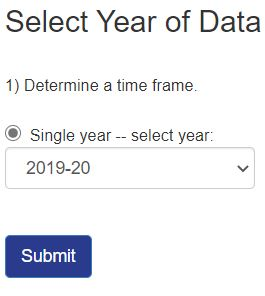 Select Year of Data
1) Determine a time frame.
Single year -- select year:
2019-20
Submit